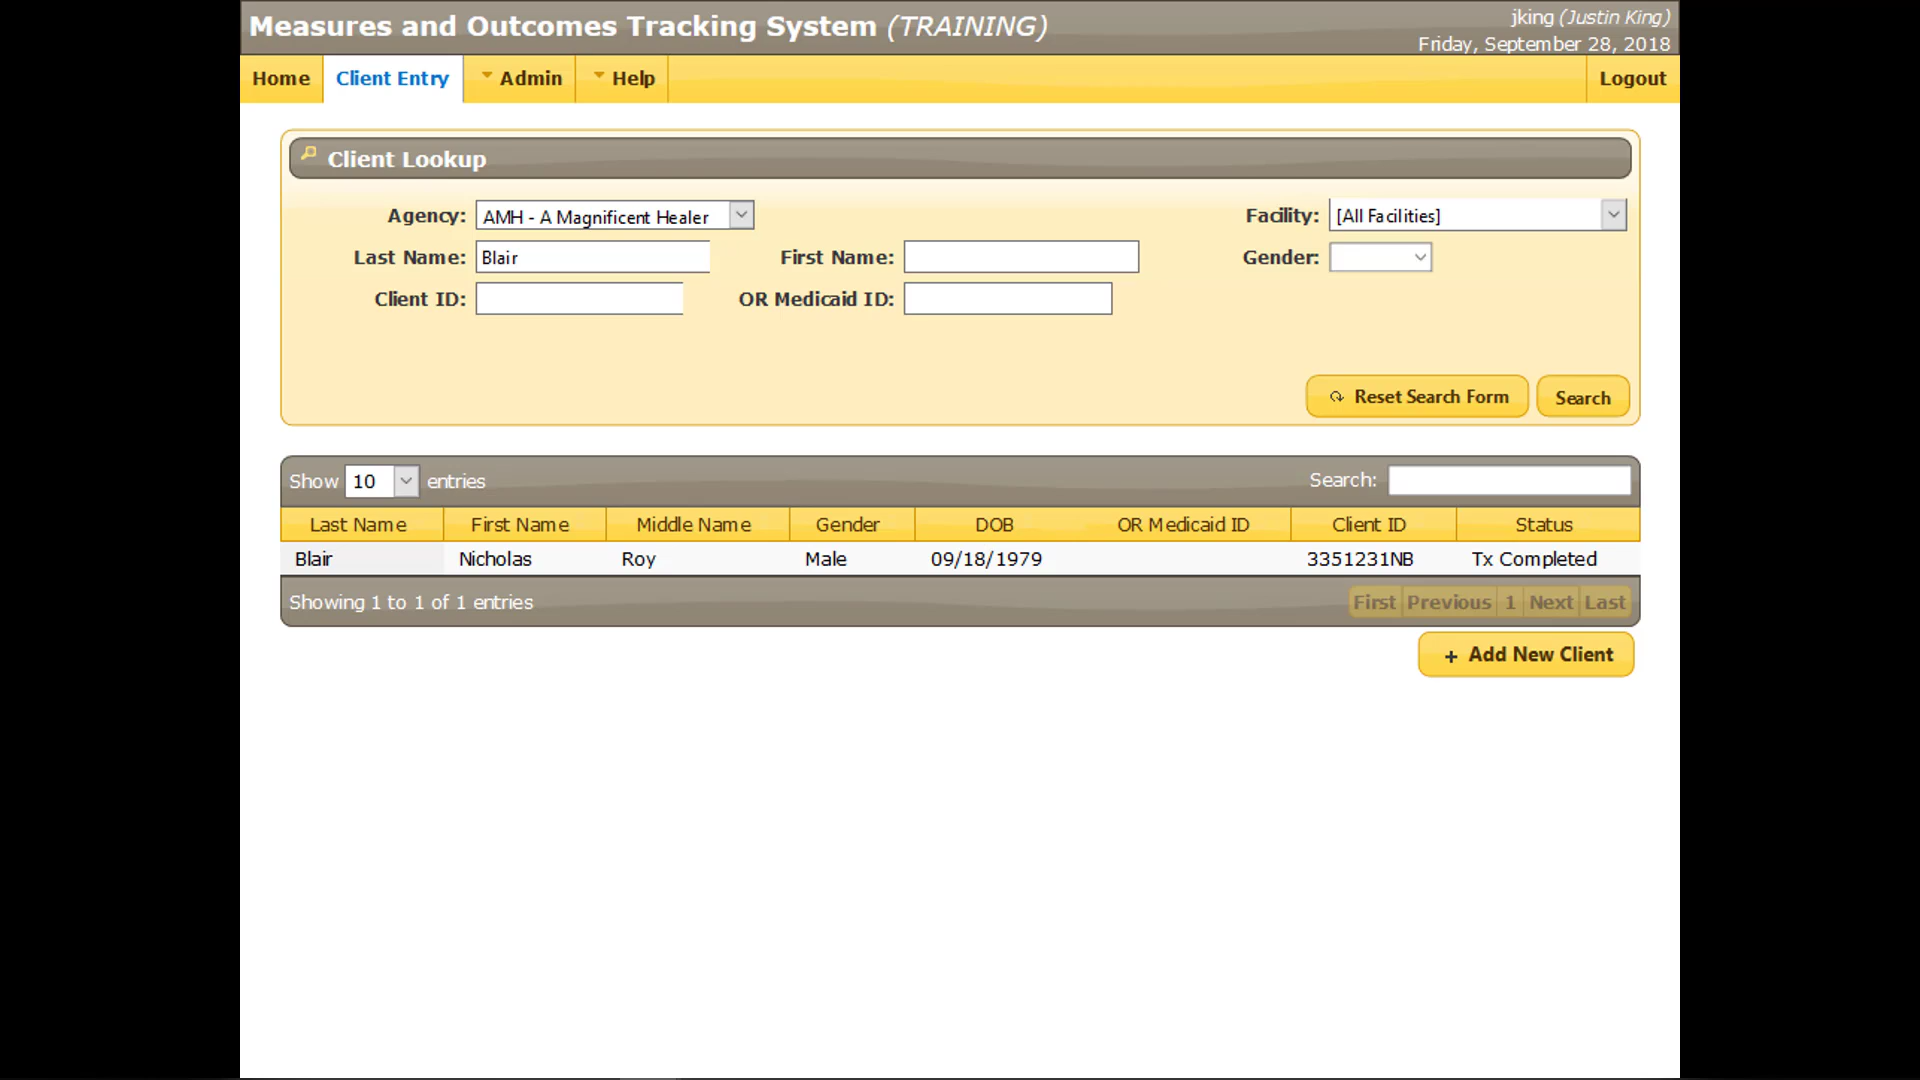 Measures and Outcomes Tracking System (TRAINING)
jking (Justin King)
Friday, September 28, 2018
Home Client Entry Admin Help Logout
Client Lookup
Agency: AMH - A Magnificent Healer Facility: [All Facilities]
Last Name: Blair First Name: Gender:
Client ID: OR Medicaid ID:
Reset Search Form Search
Show 10 entries Search:
Last Name First Name Middle Name Gender DOB OR Medicaid ID Client ID Status
Blair Nicholas Roy Male 09/18/1979 3351231NB Tx Completed
Showing 1 to 1 of 1 entries First Previous 1 Next Last
+ Add New Client